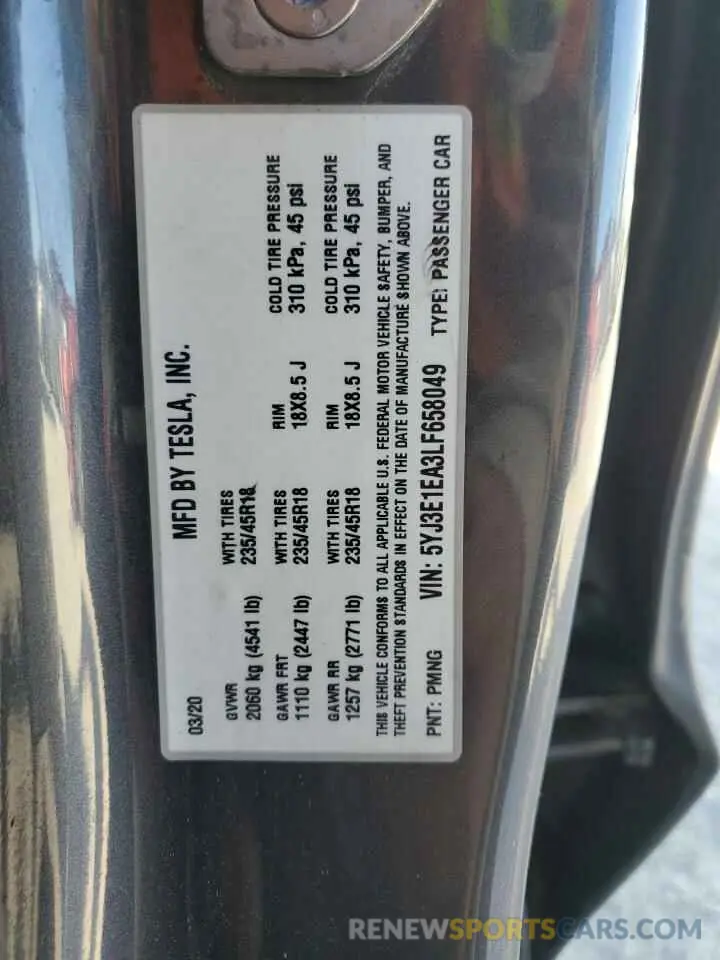 MFD BY TESLA, INC.
03/20
GVWR WITH TIRES
2060 kg (4541 lb) 235/45R18
GAWR FRT WITH TIRES RIM COLD TIRE PRESSURE
1110 kg (2447 lb) 235/45R18 18X8.5 J 310 kPa, 45 psi
GAWR RR WITH TIRES RIM COLD TIRE PRESSURE
1257 kg (2771 lb) 235/45R18 18X8.5 J 310 kPa, 45 psi
THIS VEHICLE CONFORMS TO ALL APPLICABLE U.S. FEDERAL MOTOR VEHICLE SAFETY, BUMPER, AND
THEFT PREVENTION STANDARDS IN EFFECT ON THE DATE OF MANUFACTURE SHOWN ABOVE.
PNT: PMNG VIN: 5YJ3E1EA3LF658049 TYPE: PASSENGER CAR
RENEWSPORTSCARS.COM